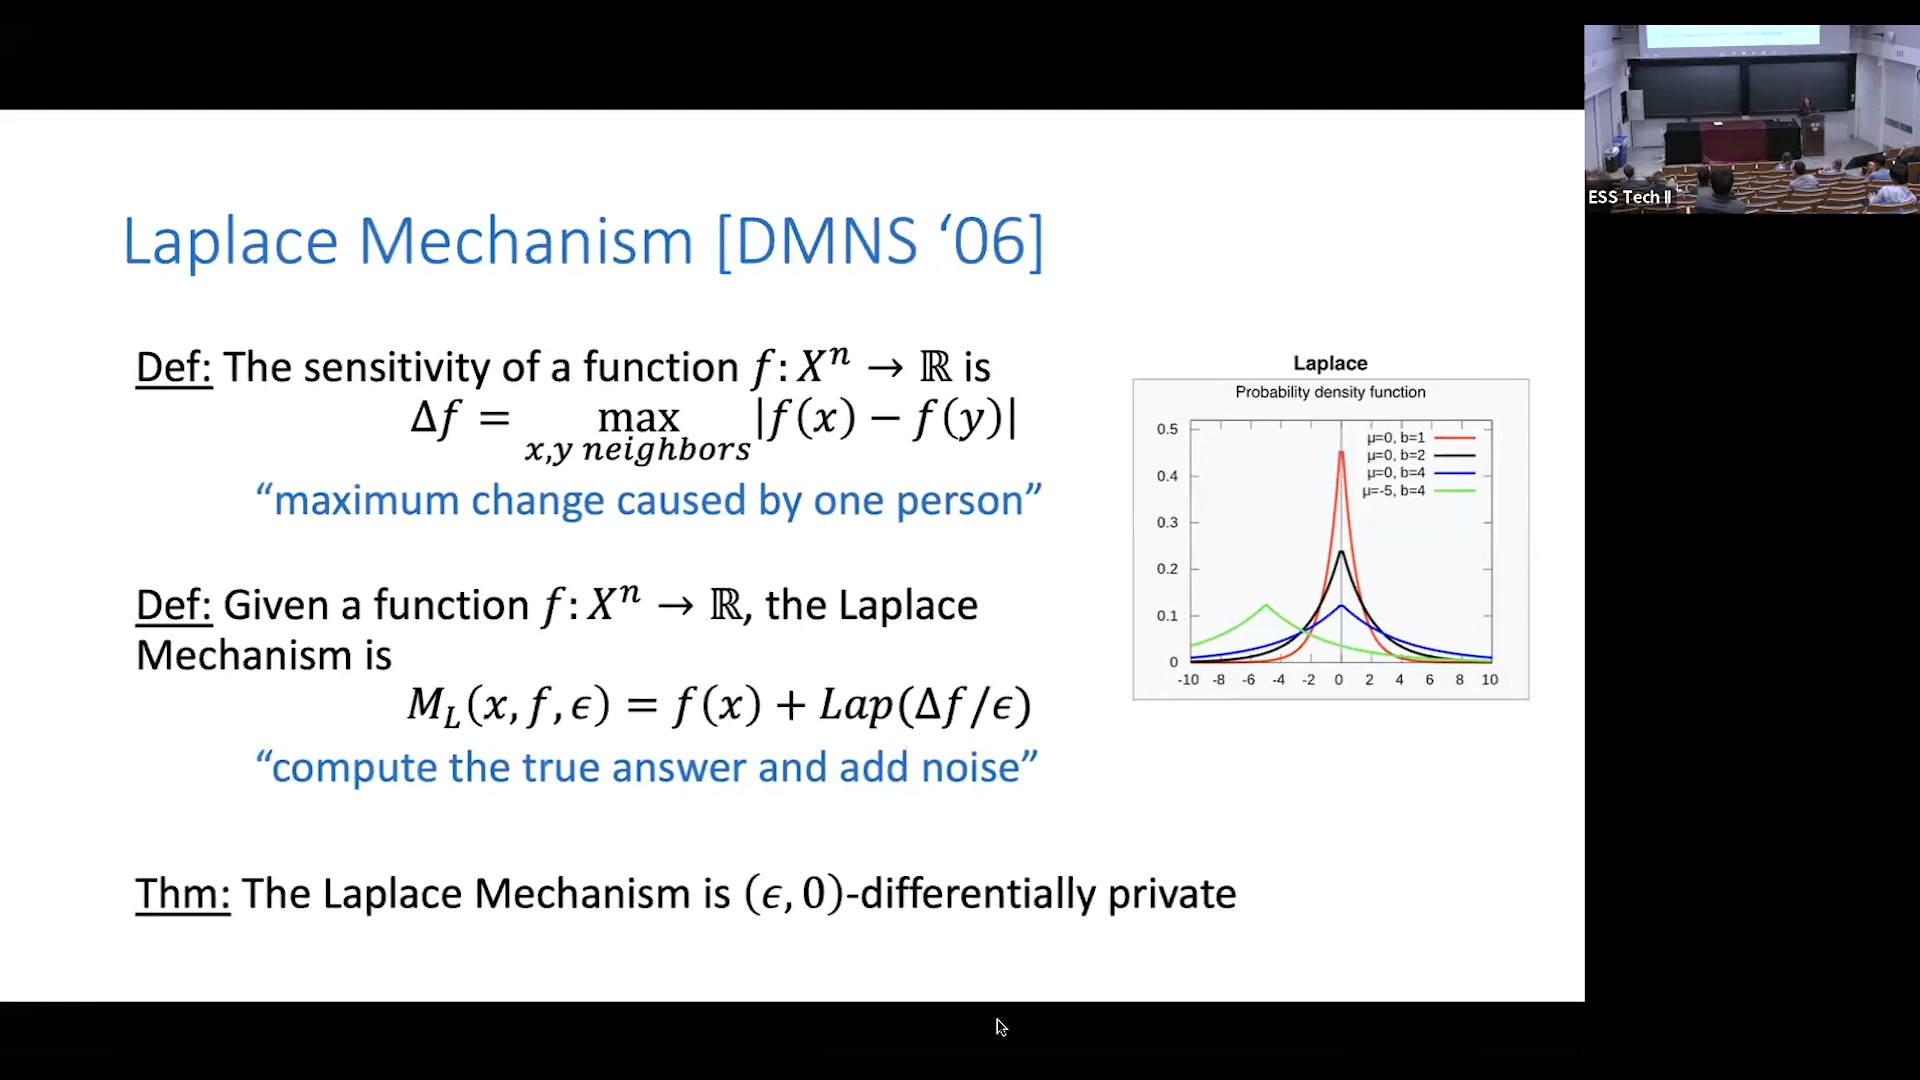 Laplace Mechanism [DMNS ‘06]
Def: The sensitivity of a function f: Xⁿ → ℝ is
Δf = max |f(x) − f(y)|
x,y neighbors
“maximum change caused by one person”
Def: Given a function f: Xⁿ → ℝ, the Laplace
Mechanism is
M_L(x, f, ϵ) = f(x) + Lap(Δf/ϵ)
“compute the true answer and add noise”
Thm: The Laplace Mechanism is (ϵ, 0)-differentially private
Laplace
Probability density function
μ=0, b=1
μ=0, b=2
μ=0, b=4
μ=-5, b=4
0.5
0.4
0.3
0.2
0.1
0
-10 -8 -6 -4 -2 0 2 4 6 8 10
ESS Tech II